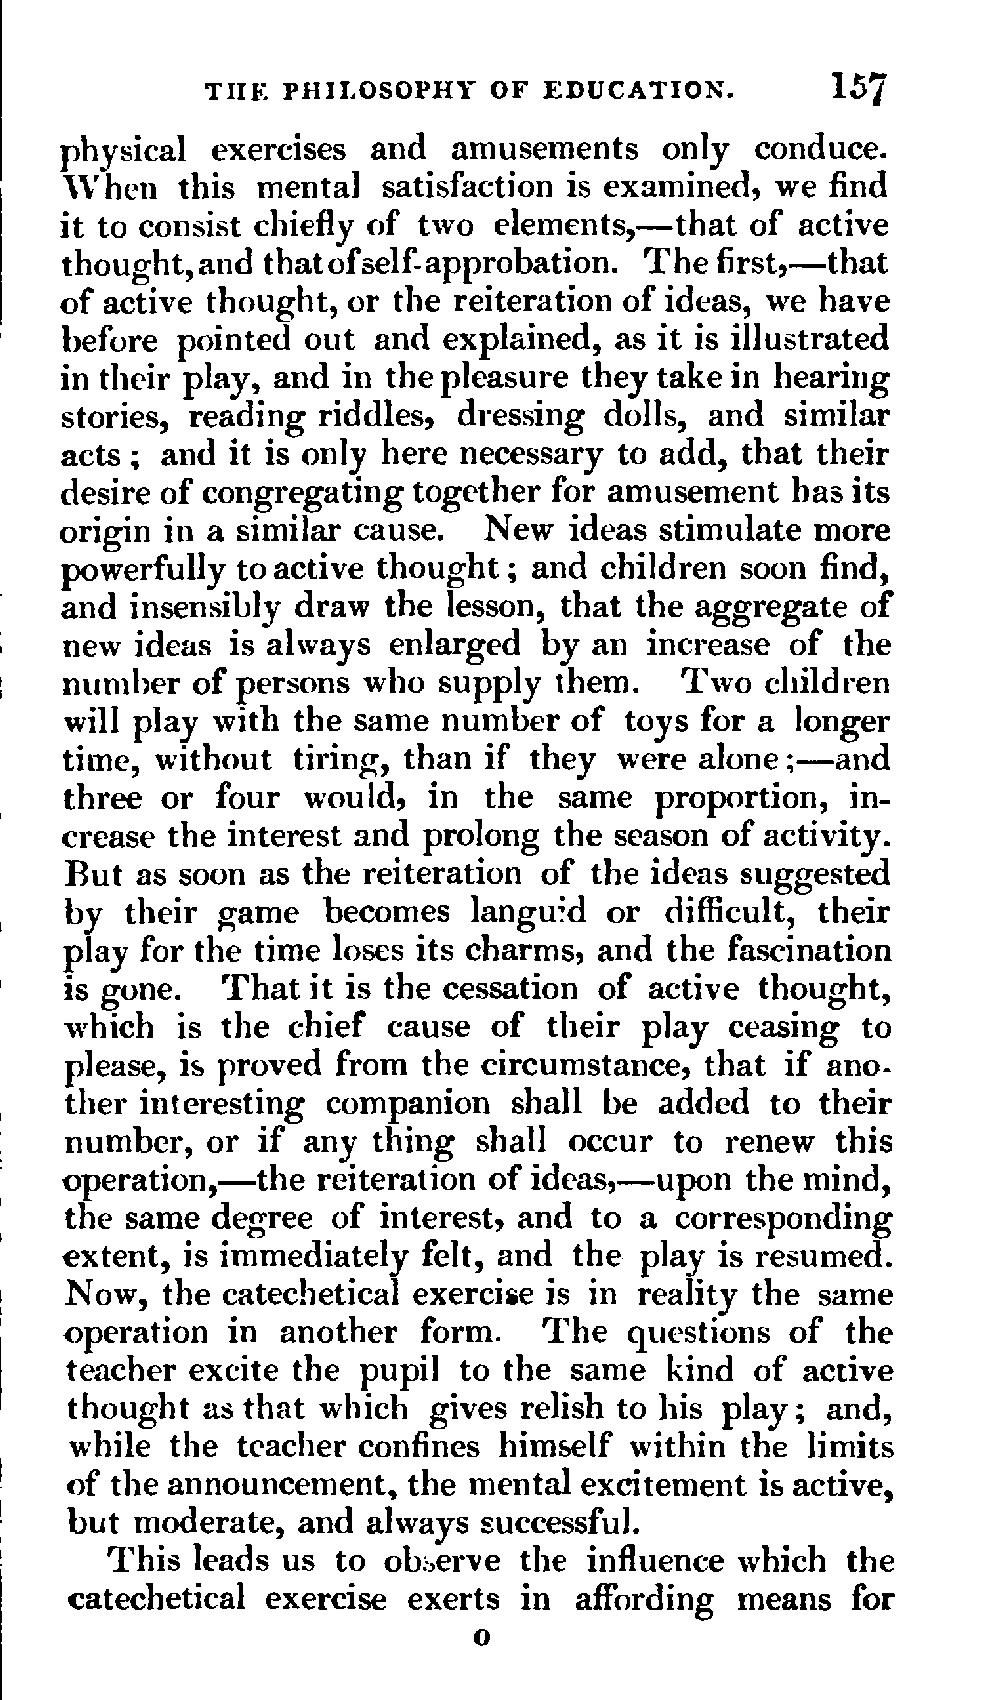 THE PHILOSOPHY OF EDUCATION. 157
physical exercises and amusements only conduce.
When this mental satisfaction is examined, we find
it to consist chiefly of two elements,—that of active
thought, and that of self-approbation. The first,—that
of active thought, or the reiteration of ideas, we have
before pointed out and explained, as it is illustrated
in their play, and in the pleasure they take in hearing
stories, reading riddles, dressing dolls, and similar
acts ; and it is only here necessary to add, that their
desire of congregating together for amusement has its
origin in a similar cause. New ideas stimulate more
powerfully to active thought ; and children soon find,
and insensibly draw the lesson, that the aggregate of
new ideas is always enlarged by an increase of the
number of persons who supply them. Two children
will play with the same number of toys for a longer
time, without tiring, than if they were alone ;—and
three or four would, in the same proportion, in-
crease the interest and prolong the season of activity.
But as soon as the reiteration of the ideas suggested
by their game becomes languid or difficult, their
play for the time loses its charms, and the fascination
is gone. That it is the cessation of active thought,
which is the chief cause of their play ceasing to
please, is proved from the circumstance, that if ano-
ther interesting companion shall be added to their
number, or if any thing shall occur to renew this
operation,—the reiteration of ideas,—upon the mind,
the same degree of interest, and to a corresponding
extent, is immediately felt, and the play is resumed.
Now, the catechetical exercise is in reality the same
operation in another form. The questions of the
teacher excite the pupil to the same kind of active
thought as that which gives relish to his play ; and,
while the teacher confines himself within the limits
of the announcement, the mental excitement is active,
but moderate, and always successful.
This leads us to observe the influence which the
catechetical exercise exerts in affording means for
O